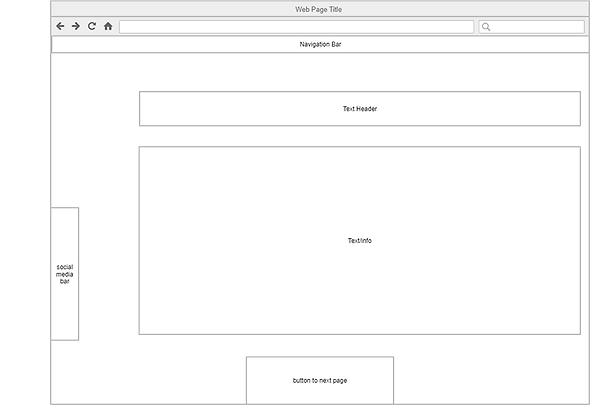 Web Page Title
Navigation Bar
Text Header
Text/info
social
media
bar
button to next page